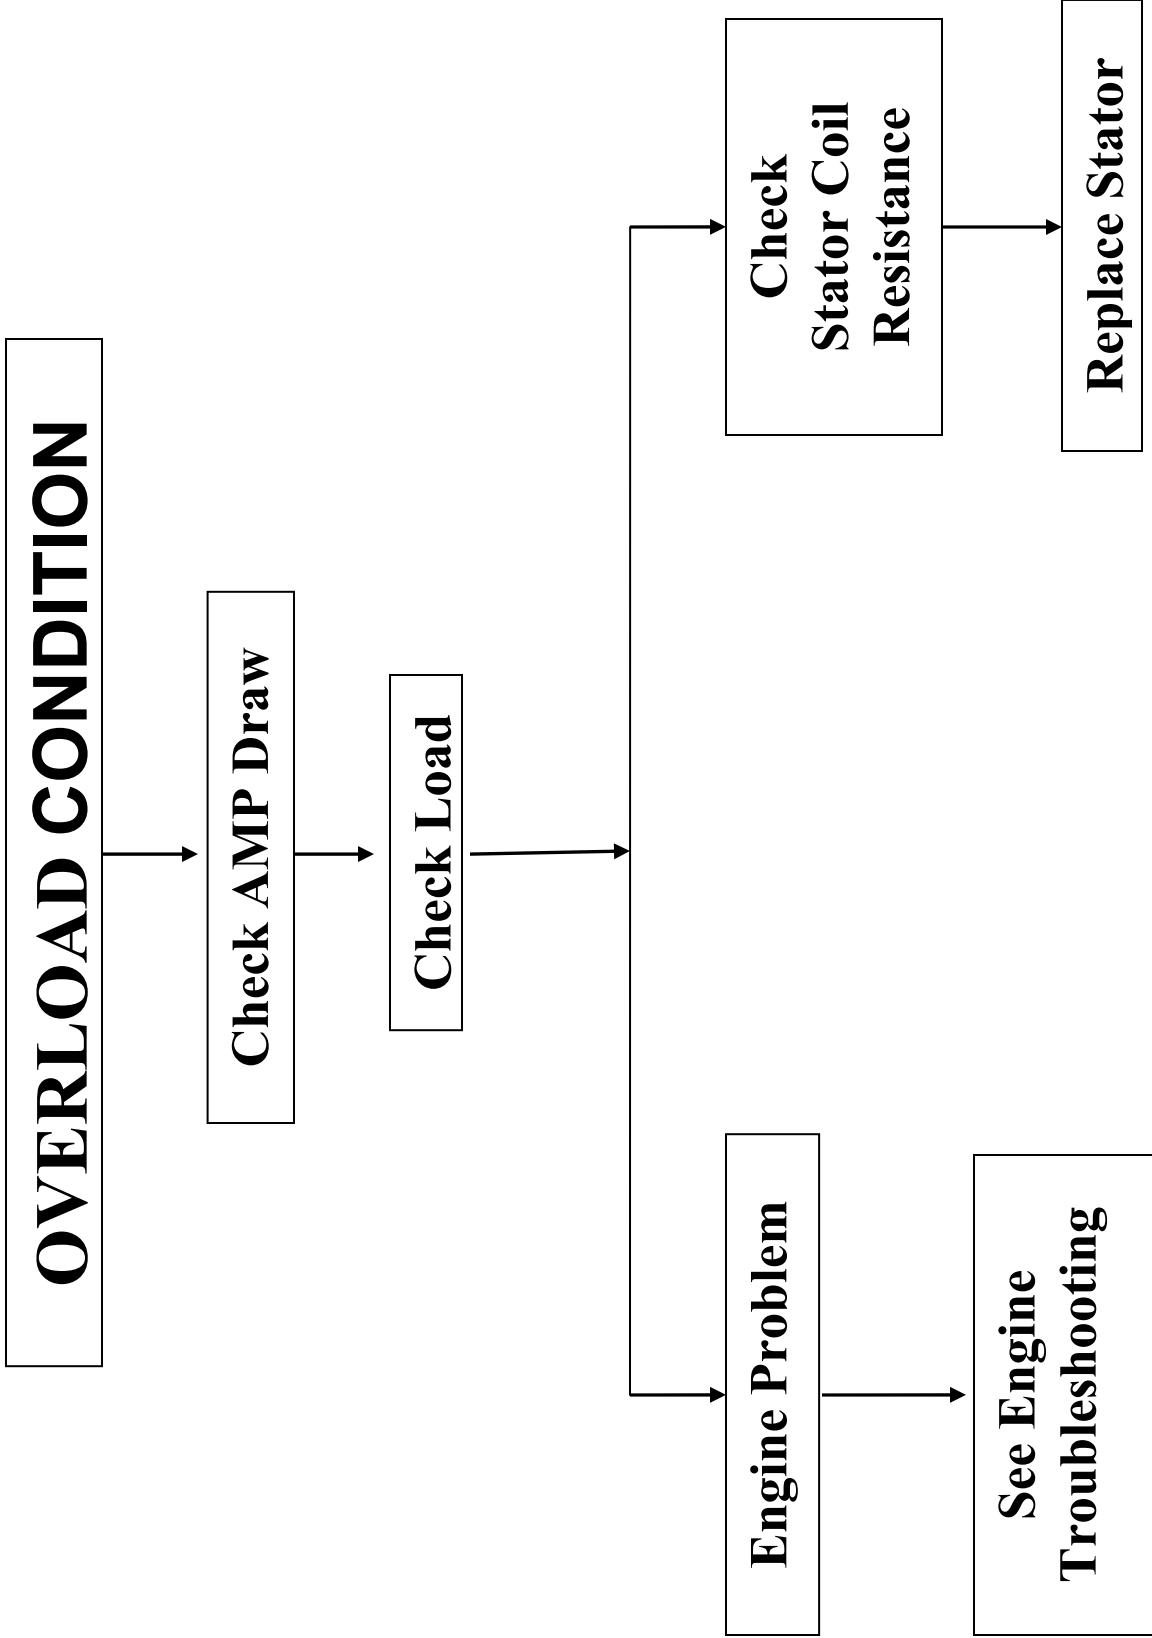 OVERLOAD CONDITION
Check AMP Draw
Check Load
Engine Problem
See Engine
Troubleshooting
Check
Stator Coil
Resistance
Replace Stator